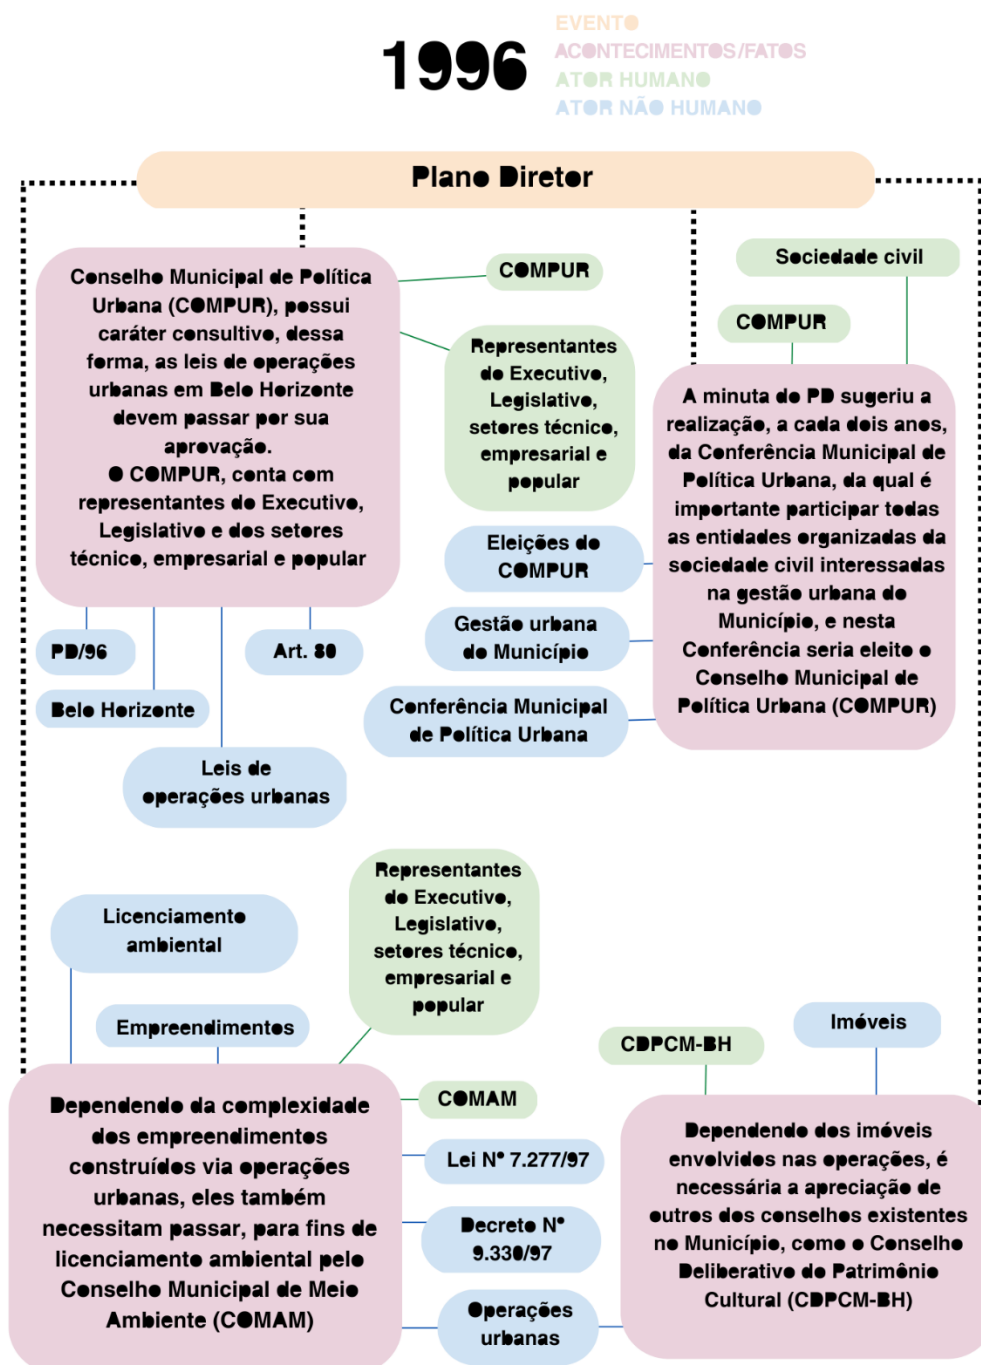 1996
EVENTO
ACONTECIMENTOS/FATOS
ATOR HUMANO
ATOR NÃO HUMANO
Plano Diretor
Conselho Municipal de Política
Urbana (COMPUR), possui
caráter consultivo, dessa
forma, as leis de operações
urbanas em Belo Horizonte
devem passar por sua
aprovação.
O COMPUR, conta com
representantes do Executivo,
Legislativo e dos setores
técnico, empresarial e popular
COMPUR
Representantes
do Executivo,
Legislativo,
setores técnico,
empresarial e
popular
PD/96
Belo Horizonte
Leis de
operações urbanas
Art. 80
Sociedade civil
COMPUR
A minuta do PD sugeriu a
realização, a cada dois anos,
da Conferência Municipal de
Política Urbana, da qual é
importante participar todas
as entidades organizadas da
sociedade civil interessadas
na gestão urbana do
Município, e nesta
Conferência seria eleito o
Conselho Municipal de
Política Urbana (COMPUR)
Eleições do
COMPUR
Gestão urbana
do Município
Conferência Municipal
de Política Urbana
Licenciamento
ambiental
Empreendimentos
Representantes
do Executivo,
Legislativo,
setores técnico,
empresarial e
popular
Dependendo da complexidade
dos empreendimentos
construídos via operações
urbanas, eles também
necessitam passar, para fins de
licenciamento ambiental pelo
Conselho Municipal de Meio
Ambiente (COMAM)
COMAM
Lei N° 7.277/97
Decreto N°
9.330/97
Operações
urbanas
CDPCM-BH
Imóveis
Dependendo dos imóveis
envolvidos nas operações, é
necessária a apreciação de
outros dos conselhos existentes
no Município, como o Conselho
Deliberativo do Patrimônio
Cultural (CDPCM-BH)